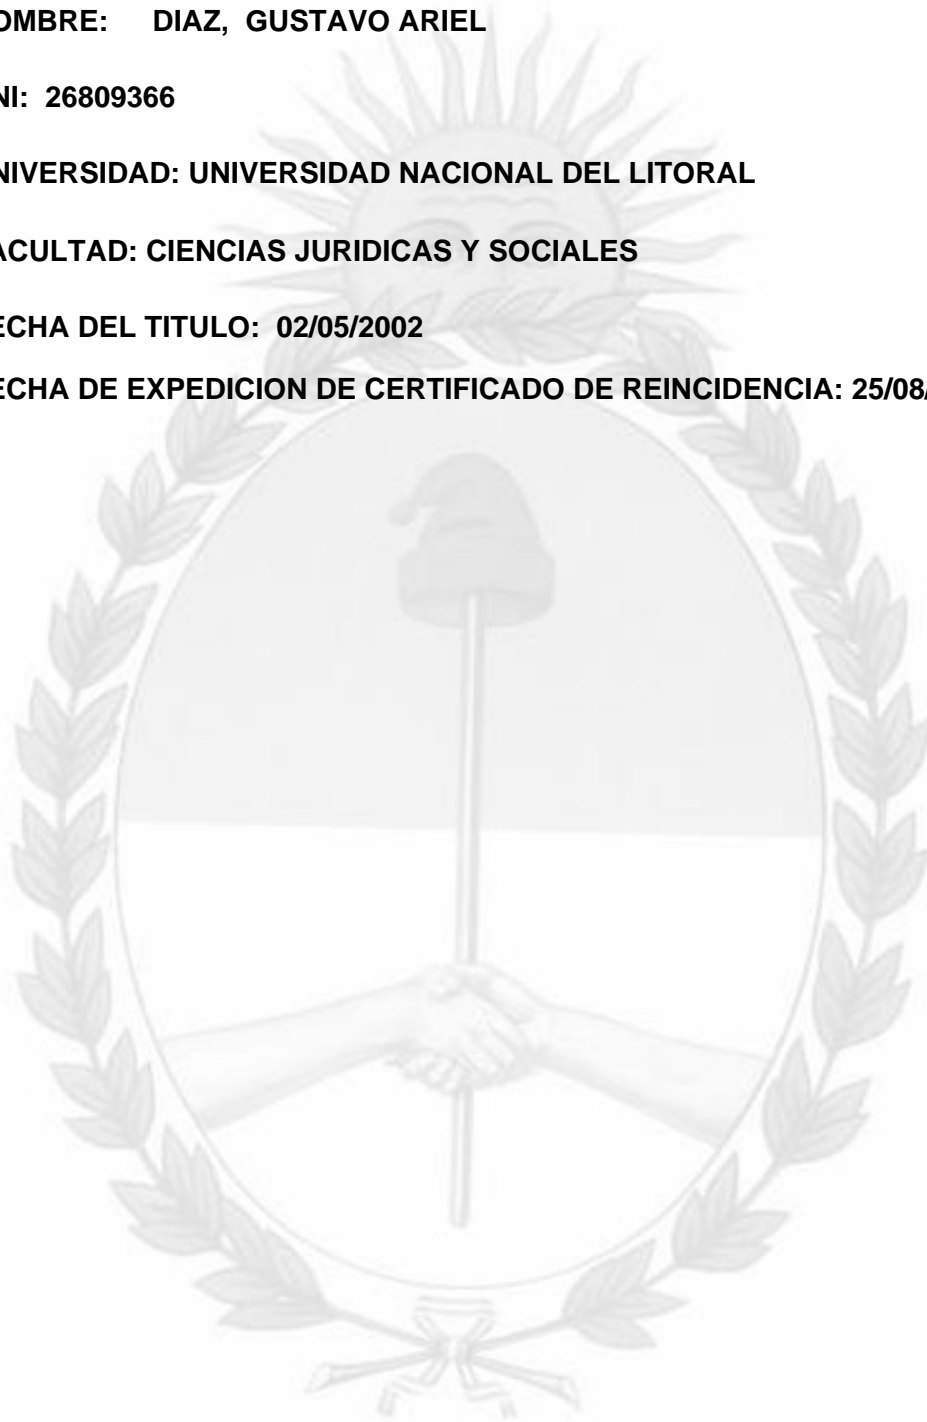 OMBRE: DIAZ, GUSTAVO ARIEL
NI: 26809366
NIVERSIDAD: UNIVERSIDAD NACIONAL DEL LITORAL
ACULTAD: CIENCIAS JURIDICAS Y SOCIALES
ECHA DEL TITULO: 02/05/2002
ECHA DE EXPEDICION DE CERTIFICADO DE REINCIDENCIA: 25/08/